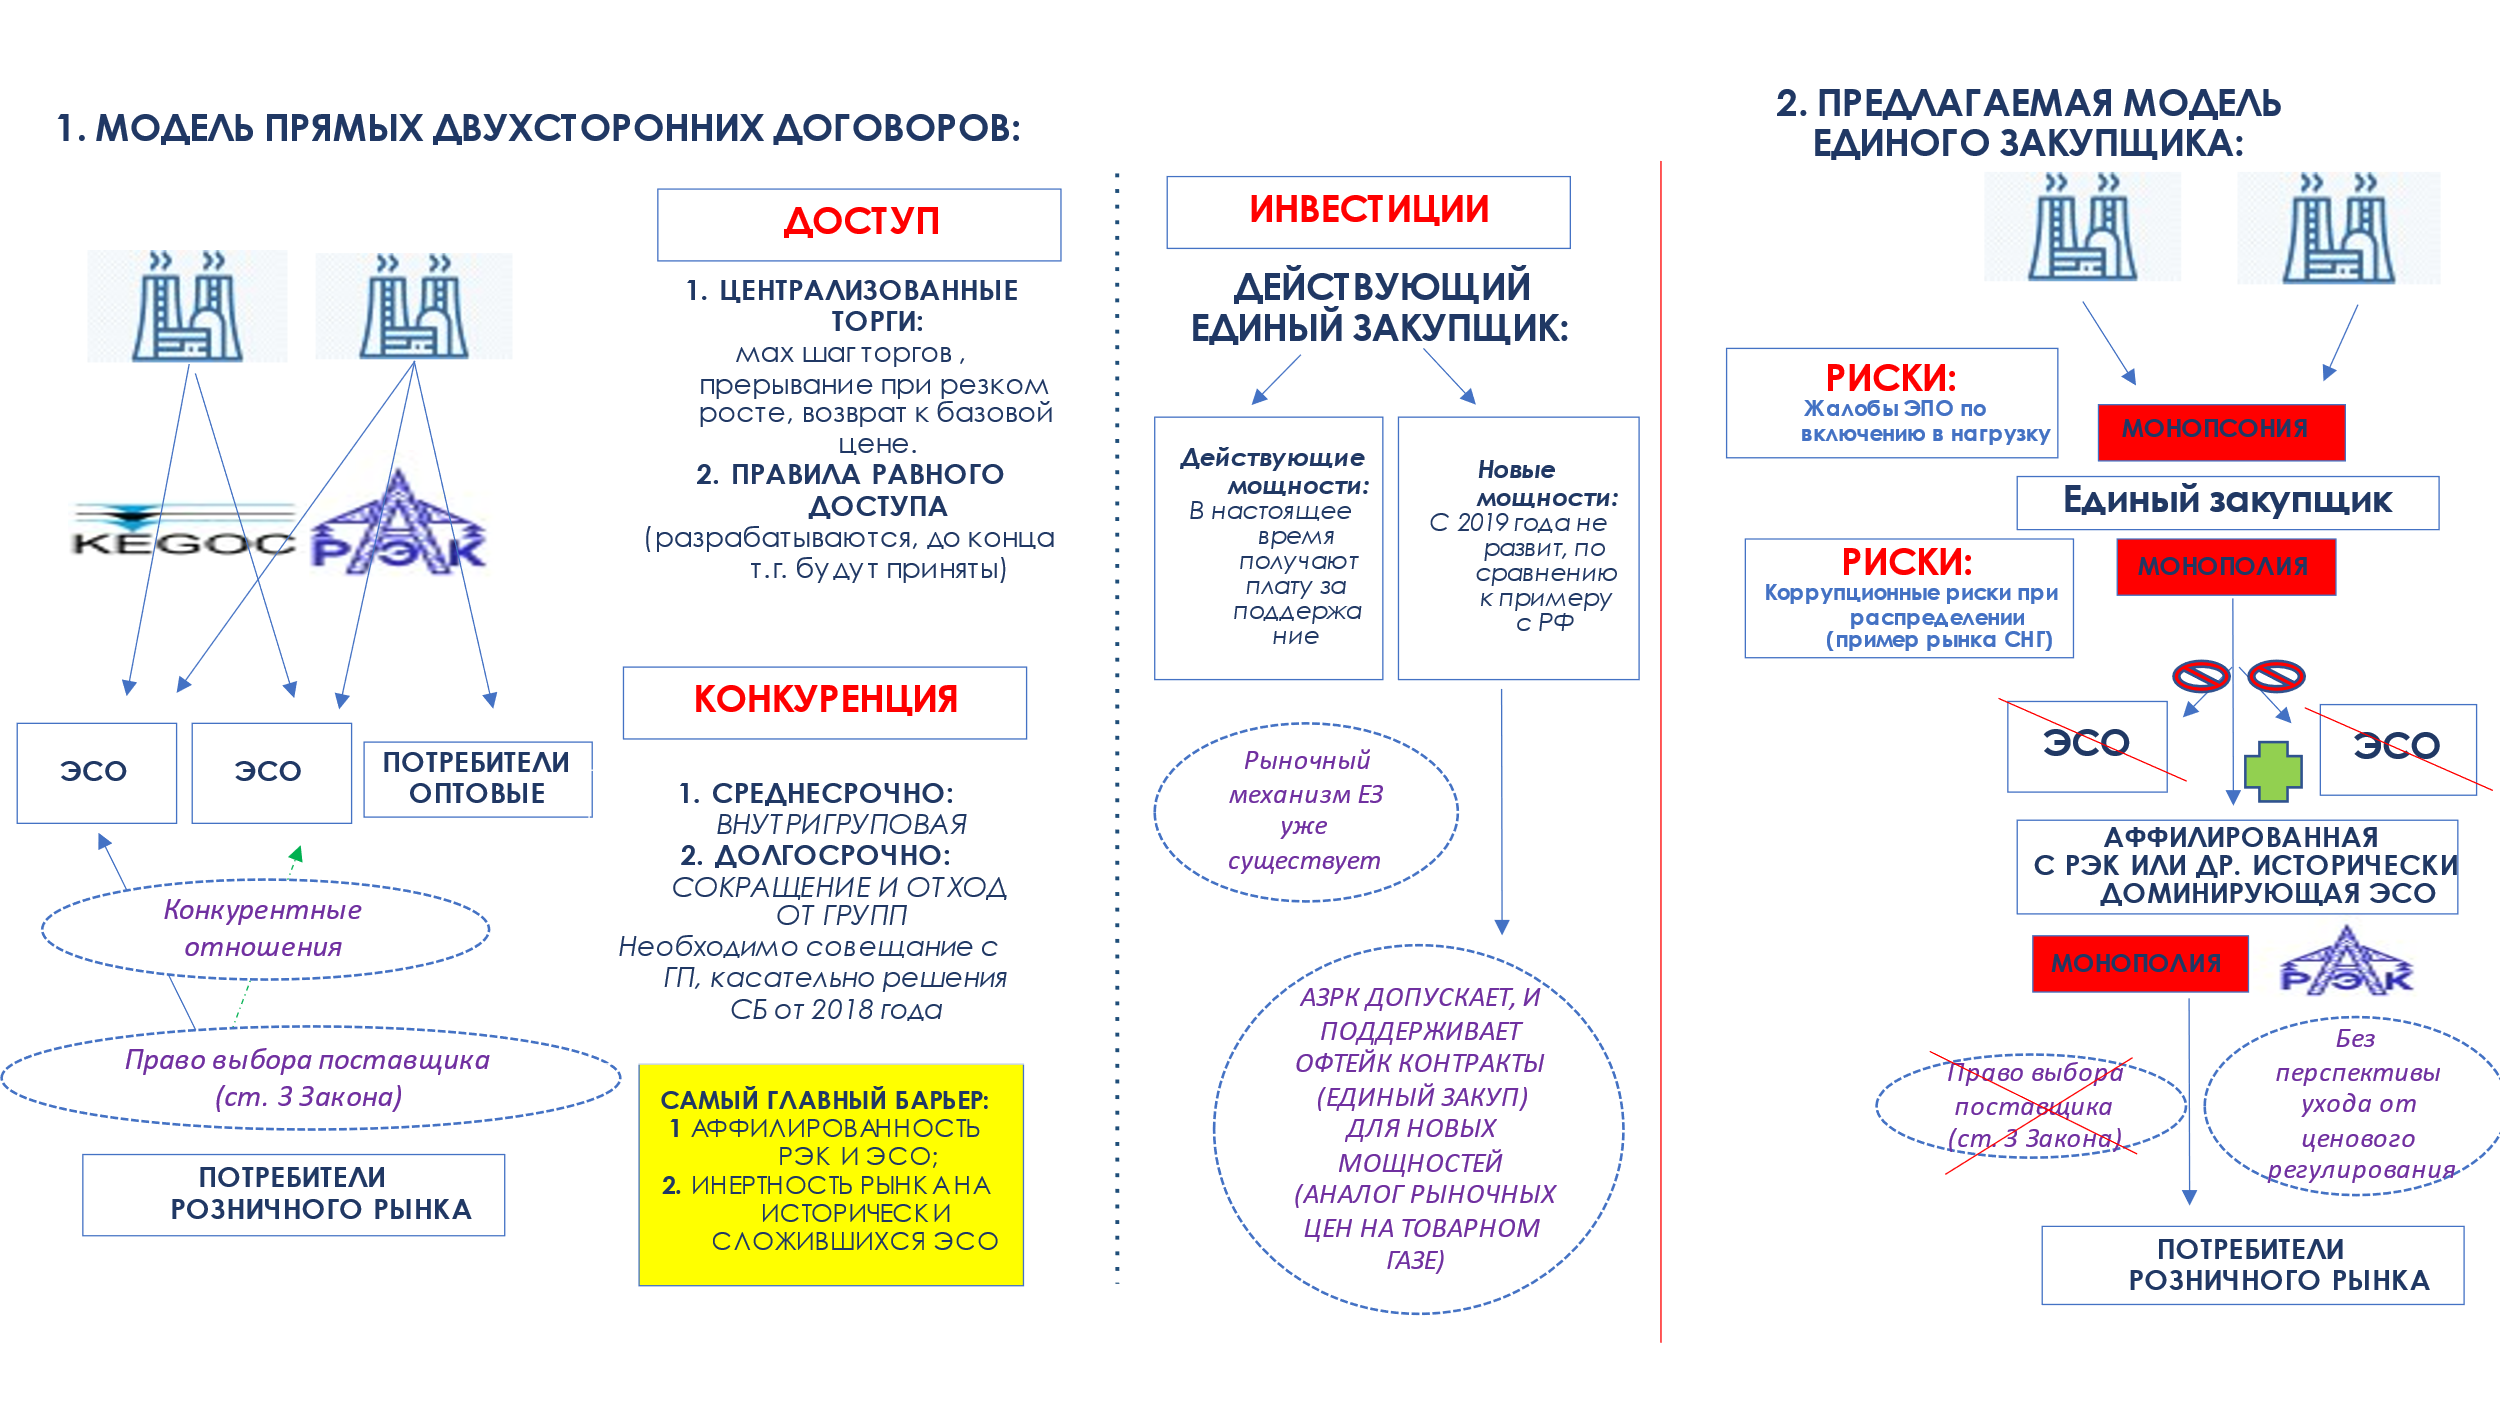 1. МОДЕЛЬ ПРЯМЫХ ДВУХСТОРОННИХ ДОГОВОРОВ:
KEGOC
РЭК
ЭСО
ЭСО
ПОТРЕБИТЕЛИ
ОПТОВЫЕ
Конкурентные
отношения
Право выбора поставщика
(ст. 3 Закона)
ПОТРЕБИТЕЛИ
РОЗНИЧНОГО РЫНКА
ДОСТУП
1. ЦЕНТРАЛИЗОВАННЫЕ
ТОРГИ:
мах шаг торгов ,
прерывание при резком
росте, возврат к базовой
цене.
2. ПРАВИЛА РАВНОГО
ДОСТУПА
(разрабатываются, до конца
т.г. будут приняты)
КОНКУРЕНЦИЯ
1. СРЕДНЕСРОЧНО:
ВНУТРИГРУПОВАЯ
2. ДОЛГОСРОЧНО:
СОКРАЩЕНИЕ И ОТХОД
ОТ ГРУПП
Необходимо совещание с
ГП, касательно решения
СБ от 2018 года
САМЫЙ ГЛАВНЫЙ БАРЬЕР:
1 АФФИЛИРОВАННОСТЬ
РЭК И ЭСО;
2. ИНЕРТНОСТЬ РЫНКА НА
ИСТОРИЧЕСКИ
СЛОЖИВШИХСЯ ЭСО
ИНВЕСТИЦИИ
ДЕЙСТВУЮЩИЙ
ЕДИНЫЙ ЗАКУПЩИК:
Действующие
мощности:
В настоящее
время
получают
плату за
поддержа
ние
Новые
мощности:
С 2019 года не
развит, по
сравнению
к примеру
с РФ
Рыночный
механизм ЕЗ
уже
существует
АЗРК ДОПУСКАЕТ, И
ПОДДЕРЖИВАЕТ
ОФТЕЙК КОНТРАКТЫ
(ЕДИНЫЙ ЗАКУП)
ДЛЯ НОВЫХ
МОЩНОСТЕЙ
(АНАЛОГ РЫНОЧНЫХ
ЦЕН НА ТОВАРНОМ
ГАЗЕ)
2. ПРЕДЛАГАЕМАЯ МОДЕЛЬ
ЕДИНОГО ЗАКУПЩИКА:
РИСКИ:
Жалобы ЭПО по
включению в нагрузку
МОНОПСОНИЯ
Единый закупщик
РИСКИ:
Коррупционные риски при
распределении
(пример рынка СНГ)
МОНОПОЛИЯ
ЭСО
ЭСО
АФФИЛИРОВАННАЯ
С РЭК ИЛИ ДР. ИСТОРИЧЕСКИ
ДОМИНИРУЮЩАЯ ЭСО
МОНОПОЛИЯ
РЭК
Право выбора
поставщика
(ст. 3 Закона)
Без
перспективы
ухода от
ценового
регулирования
ПОТРЕБИТЕЛИ
РОЗНИЧНОГО РЫНКА